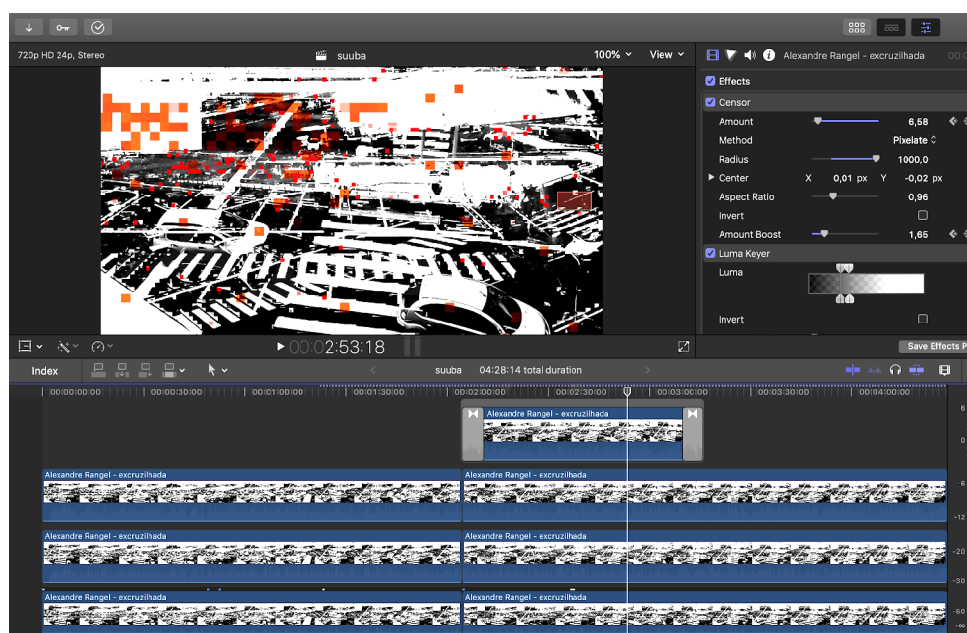 720p HD 24p, Stereo
suuba
100%
View
Alexandre Rangel - excruzilhada
Effects
Censor
Amount 6,58
Method Pixelate
Radius 1000,0
Center X 0,01 px Y -0,02 px
Aspect Ratio 0,96
Invert
Amount Boost 1,65
Luma Keyer
Luma
Invert
00:02:53:18
Save Effects P
Index
suuba 04:28:14 total duration
00:00:00:00 00:00:30:00 00:01:00:00 00:01:30:00 00:02:00:00 00:02:30:00 00:03:00:00 00:03:30:00 00:04:00:00
Alexandre Rangel - excruzilhada
6
0
Alexandre Rangel - excruzilhada Alexandre Rangel - excruzilhada
-6
-12
Alexandre Rangel - excruzilhada Alexandre Rangel - excruzilhada
-20
-30
Alexandre Rangel - excruzilhada Alexandre Rangel - excruzilhada
-60
-∞